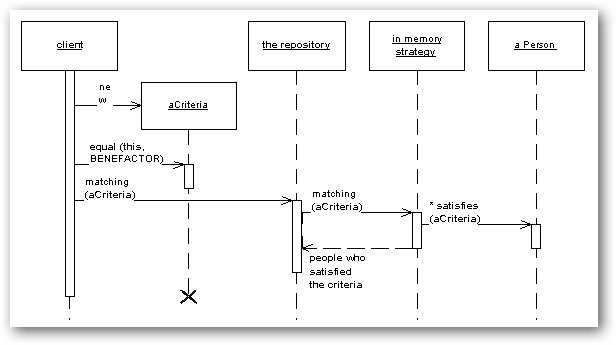 client
the repository
in memory
strategy
a Person
ne
w
aCriteria
equal (this,
BENEFACTOR)
matching
(aCriteria)
matching
(aCriteria)
* satisfies
(aCriteria)
people who
satisfied
the criteria